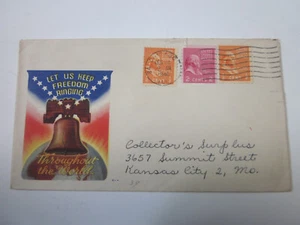 LET US KEEP
FREEDOM
RINGING
Throughout
the World!
Collector's Surplus
3657 Summit Street
Kansas City 2, Mo.